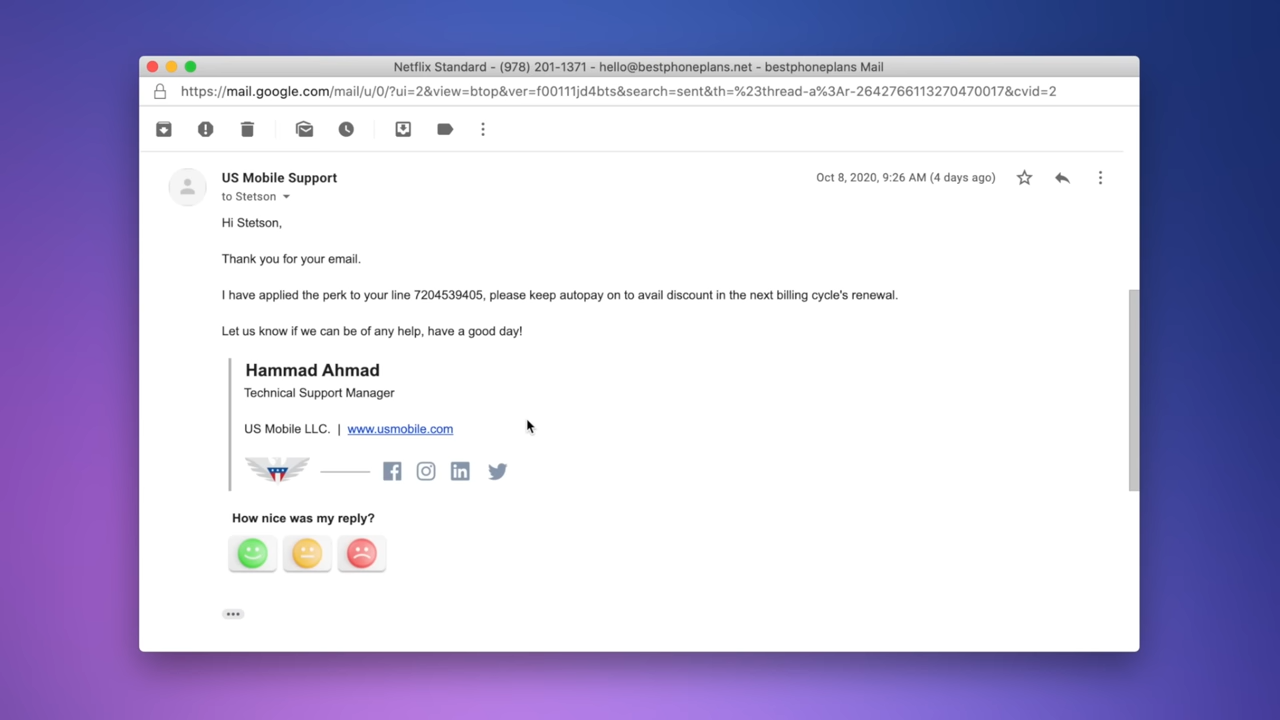 Netflix Standard - (978) 201-1371 - hello@bestphoneplans.net - bestphoneplans Mail
https://mail.google.com/mail/u/0/?ui=2&view=btop&ver=f00111jd4bts&search=sent&th=%23thread-a%3Ar-2642766113270470017&cvid=2
US Mobile Support
Oct 8, 2020, 9:26 AM (4 days ago)
to Stetson
Hi Stetson,
Thank you for your email.
I have applied the perk to your line 7204539405, please keep autopay on to avail discount in the next billing cycle's renewal.
Let us know if we can be of any help, have a good day!
Hammad Ahmad
Technical Support Manager
US Mobile LLC. | www.usmobile.com
How nice was my reply?